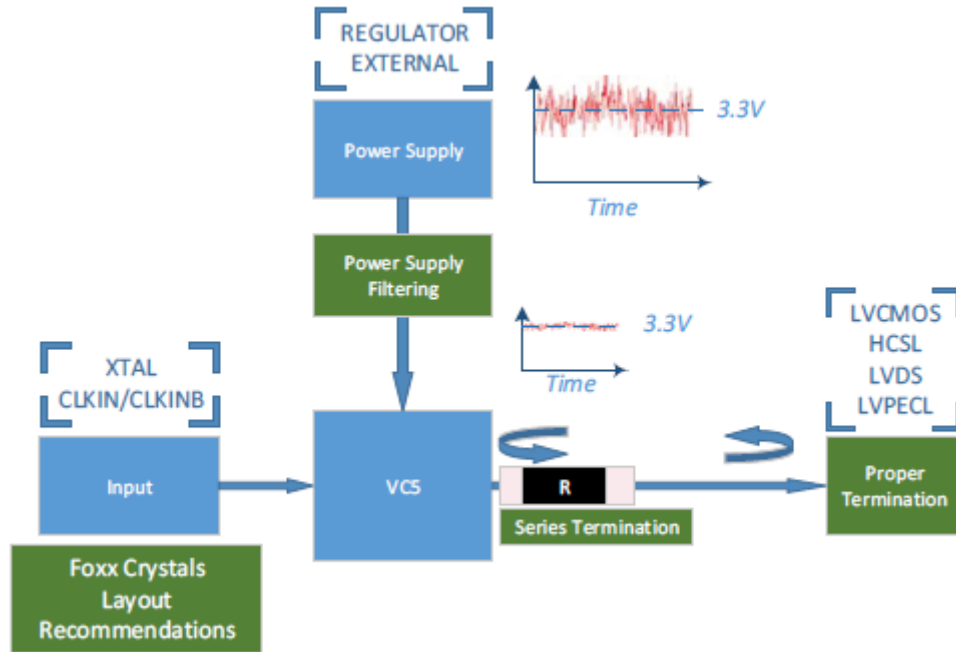 REGULATOR
EXTERNAL
Power Supply
3.3V
Time
Power Supply
Filtering
3.3V
Time
XTAL
CLKIN/CLKINB
Input
Foxx Crystals
Layout
Recommendations
VC5
R
Series Termination
LVCMOS
HCSL
LVDS
LVPECL
Proper
Termination